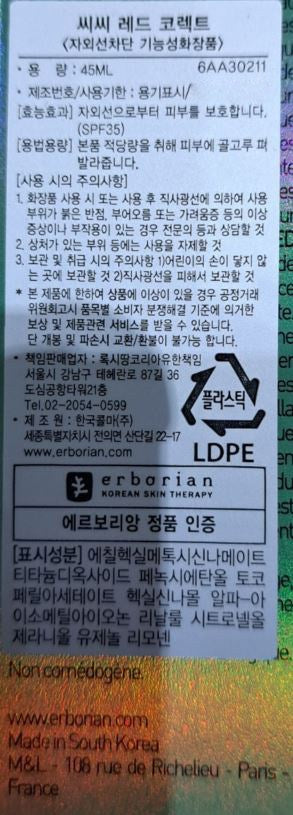 씨씨 레드 코렉트
<자외선차단 기능성화장품>
· 용 량 : 45ML 6AA30211
· 제조번호/사용기한 : 용기표시/
[효능효과] 자외선으로부터 피부를 보호합니다.
(SPF35)
[용법용량] 본품 적당량을 취해 피부에 골고루 펴
발라줍니다.
[사용 시의 주의사항]
1. 화장품 사용 시 또는 사용 후 직사광선에 의하여 사용
부위가 붉은 반점, 부어오름 또는 가려움증 등의 이상
증상이나 부작용이 있는 경우 전문의 등과 상담할 것
2. 상처가 있는 부위 등에는 사용을 자제할 것
3. 보관 및 취급 시의 주의사항 1)어린이의 손이 닿지 않
는 곳에 보관할 것 2)직사광선을 피해서 보관할 것
* 본 제품에 한하여 상품에 이상이 있을 경우 공정거래
위원회고시 품목별 소비자 분쟁해결 기준에 의거한
보상 및 제품관련 서비스를 받을 수 있습니다.
단 개봉 및 파손시 교환/환불이 불가능 합니다.
· 책임판매업자 : 록시땅코리아유한책임
서울시 강남구 테헤란로 87길 36
도심공항타워21층
Tel.02-2054-0599
· 제 조 원 : 한국콜마(주)
세종특별자치시 전의면 산단길 22-17
www.erborian.com
플라스틱
LDPE
erborian
KOREAN SKIN THERAPY
에르보리앙 정품 인증
[표시성분] 에칠헥실메톡시신나메이트
티타늄디옥사이드 페녹시에탄올 토코
페릴아세테이트 헥실신나몰 알파-아
이소메틸아이오논 리날룰 시트로넬올
제라니올 유제놀 리모넨
Non comédogène.
www.erborian.com
Made in South Korea
M&L - 108 rue de Richelieu - Paris -
France